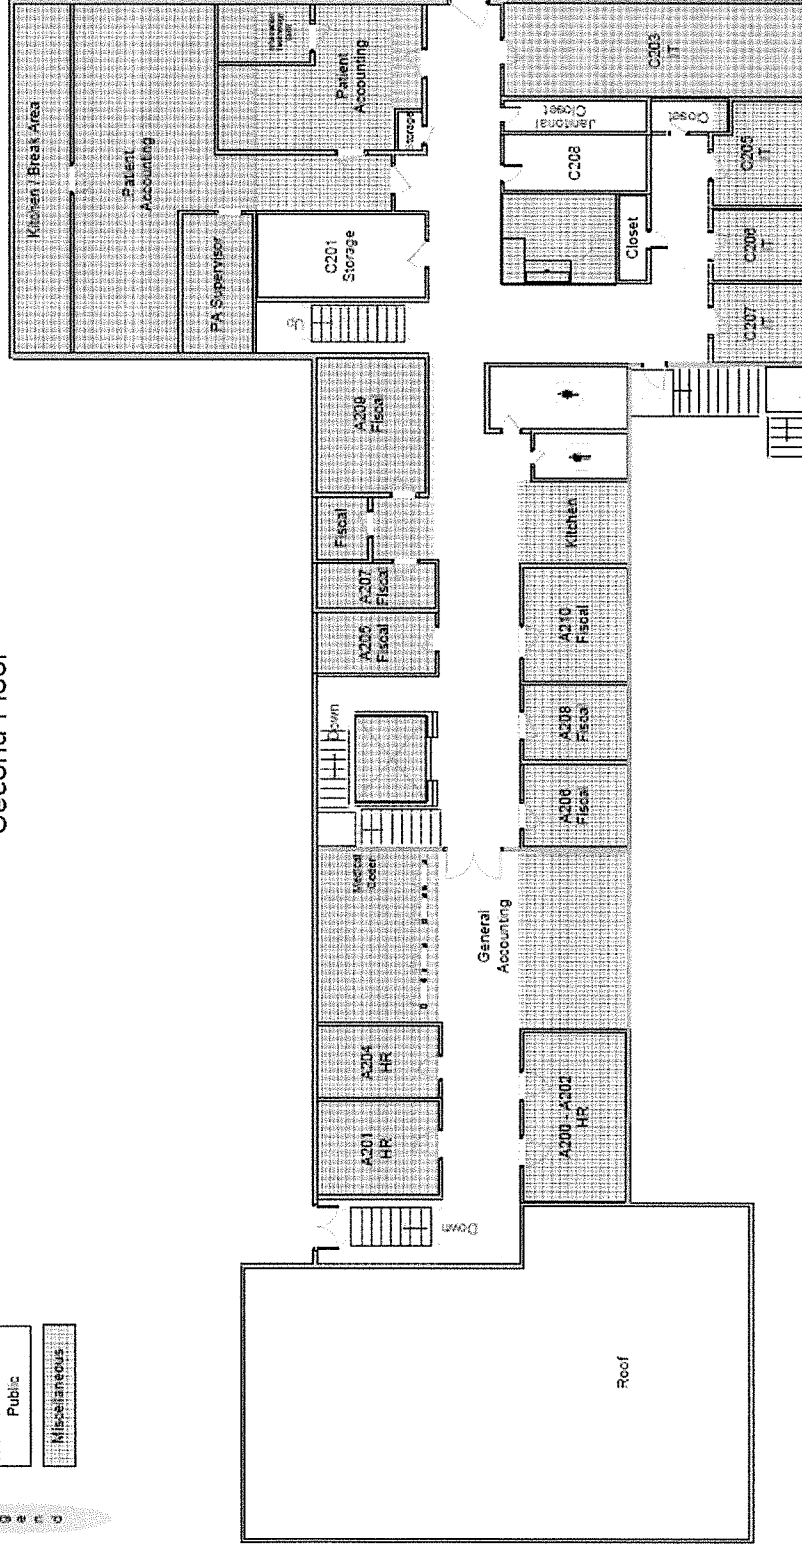 Second Floor
Public
Miscellaneous
Kitchen / Break Area
Patient
Accounting
PA Supervisor
Patient
Accounting
Storage
C201
Storage
C203
IT
Janitorial
Closet
Closet
C208
Closet
C205
IT
C206
IT
C207
IT
A209
Fiscal
Fiscal
A207
Fiscal
A205
Fiscal
Down
Kitchen
A210
Fiscal
A208
Fiscal
A206
Fiscal
Medical
General
Accounting
A204
HR
A201
HR
A200 - A202
HR
Down
Roof